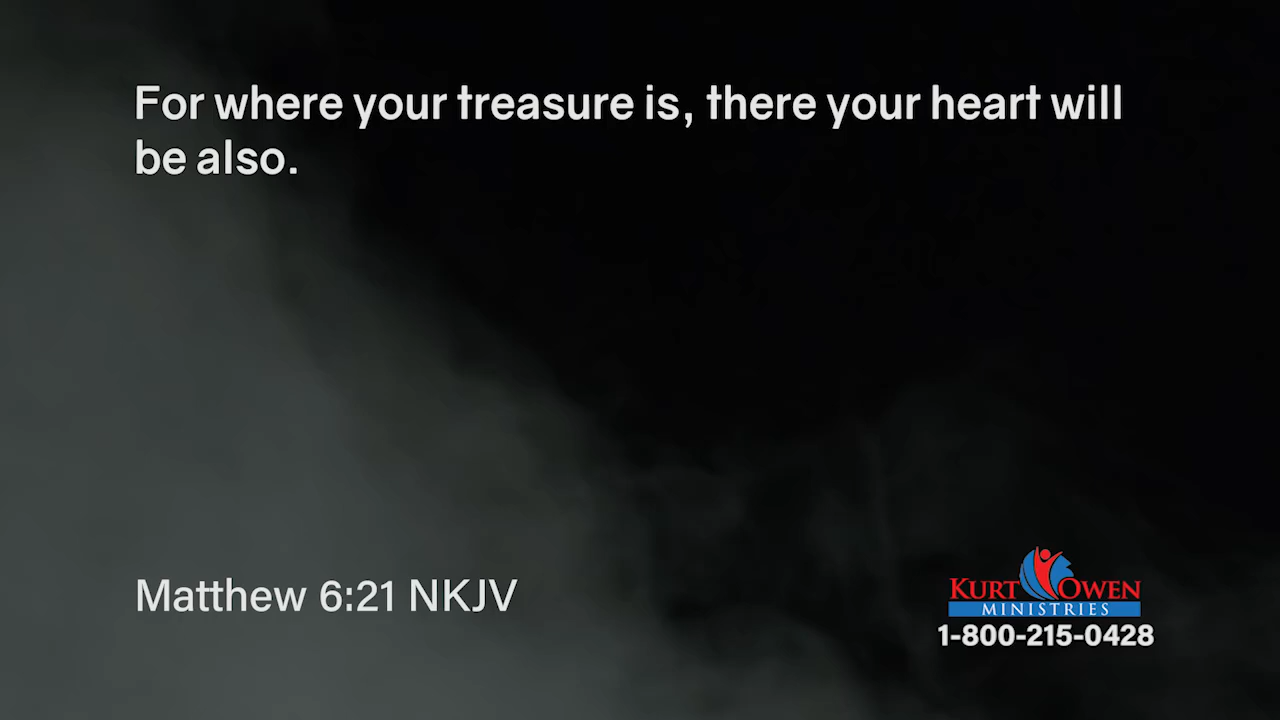 For where your treasure is, there your heart will
be also.
Matthew 6:21 NKJV
KURT OWEN
MINISTRIES
1-800-215-0428